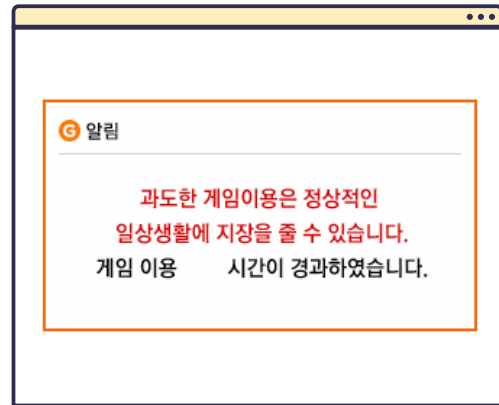 G 알림
과도한 게임이용은 정상적인
일상생활에 지장을 줄 수 있습니다.
게임 이용 시간이 경과하였습니다.